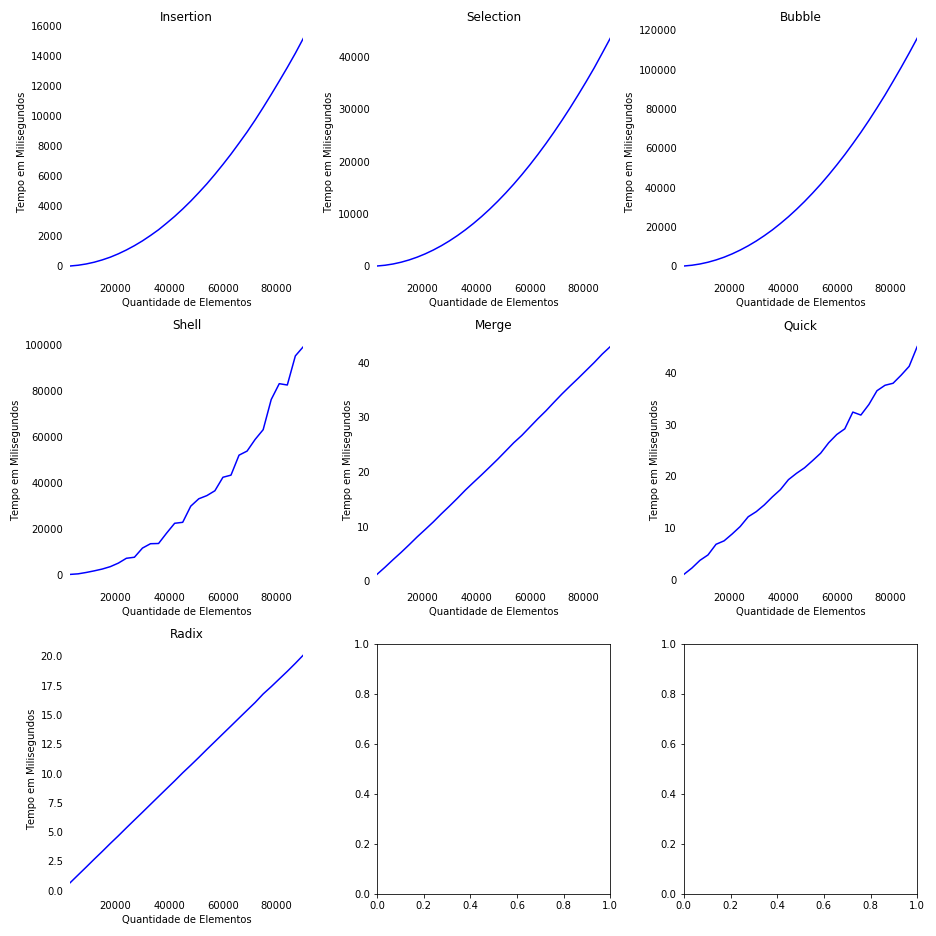 Insertion
16000
14000
12000
10000
8000
6000
4000
2000
0
Tempo em Milisegundos
20000 40000 60000 80000
Quantidade de Elementos
Selection
40000
30000
20000
10000
0
Tempo em Milisegundos
20000 40000 60000 80000
Quantidade de Elementos
Bubble
120000
100000
80000
60000
40000
20000
0
Tempo em Milisegundos
20000 40000 60000 80000
Quantidade de Elementos
Shell
100000
80000
60000
40000
20000
0
Tempo em Milisegundos
20000 40000 60000 80000
Quantidade de Elementos
Merge
40
30
20
10
0
Tempo em Milisegundos
20000 40000 60000 80000
Quantidade de Elementos
Quick
40
30
20
10
0
Tempo em Milisegundos
20000 40000 60000 80000
Quantidade de Elementos
Radix
20.0
17.5
15.0
12.5
10.0
7.5
5.0
2.5
0.0
Tempo em Milisegundos
20000 40000 60000 80000
Quantidade de Elementos
1.0
0.8
0.6
0.4
0.2
0.0
0.0 0.2 0.4 0.6 0.8 1.0
1.0
0.8
0.6
0.4
0.2
0.0
0.0 0.2 0.4 0.6 0.8 1.0